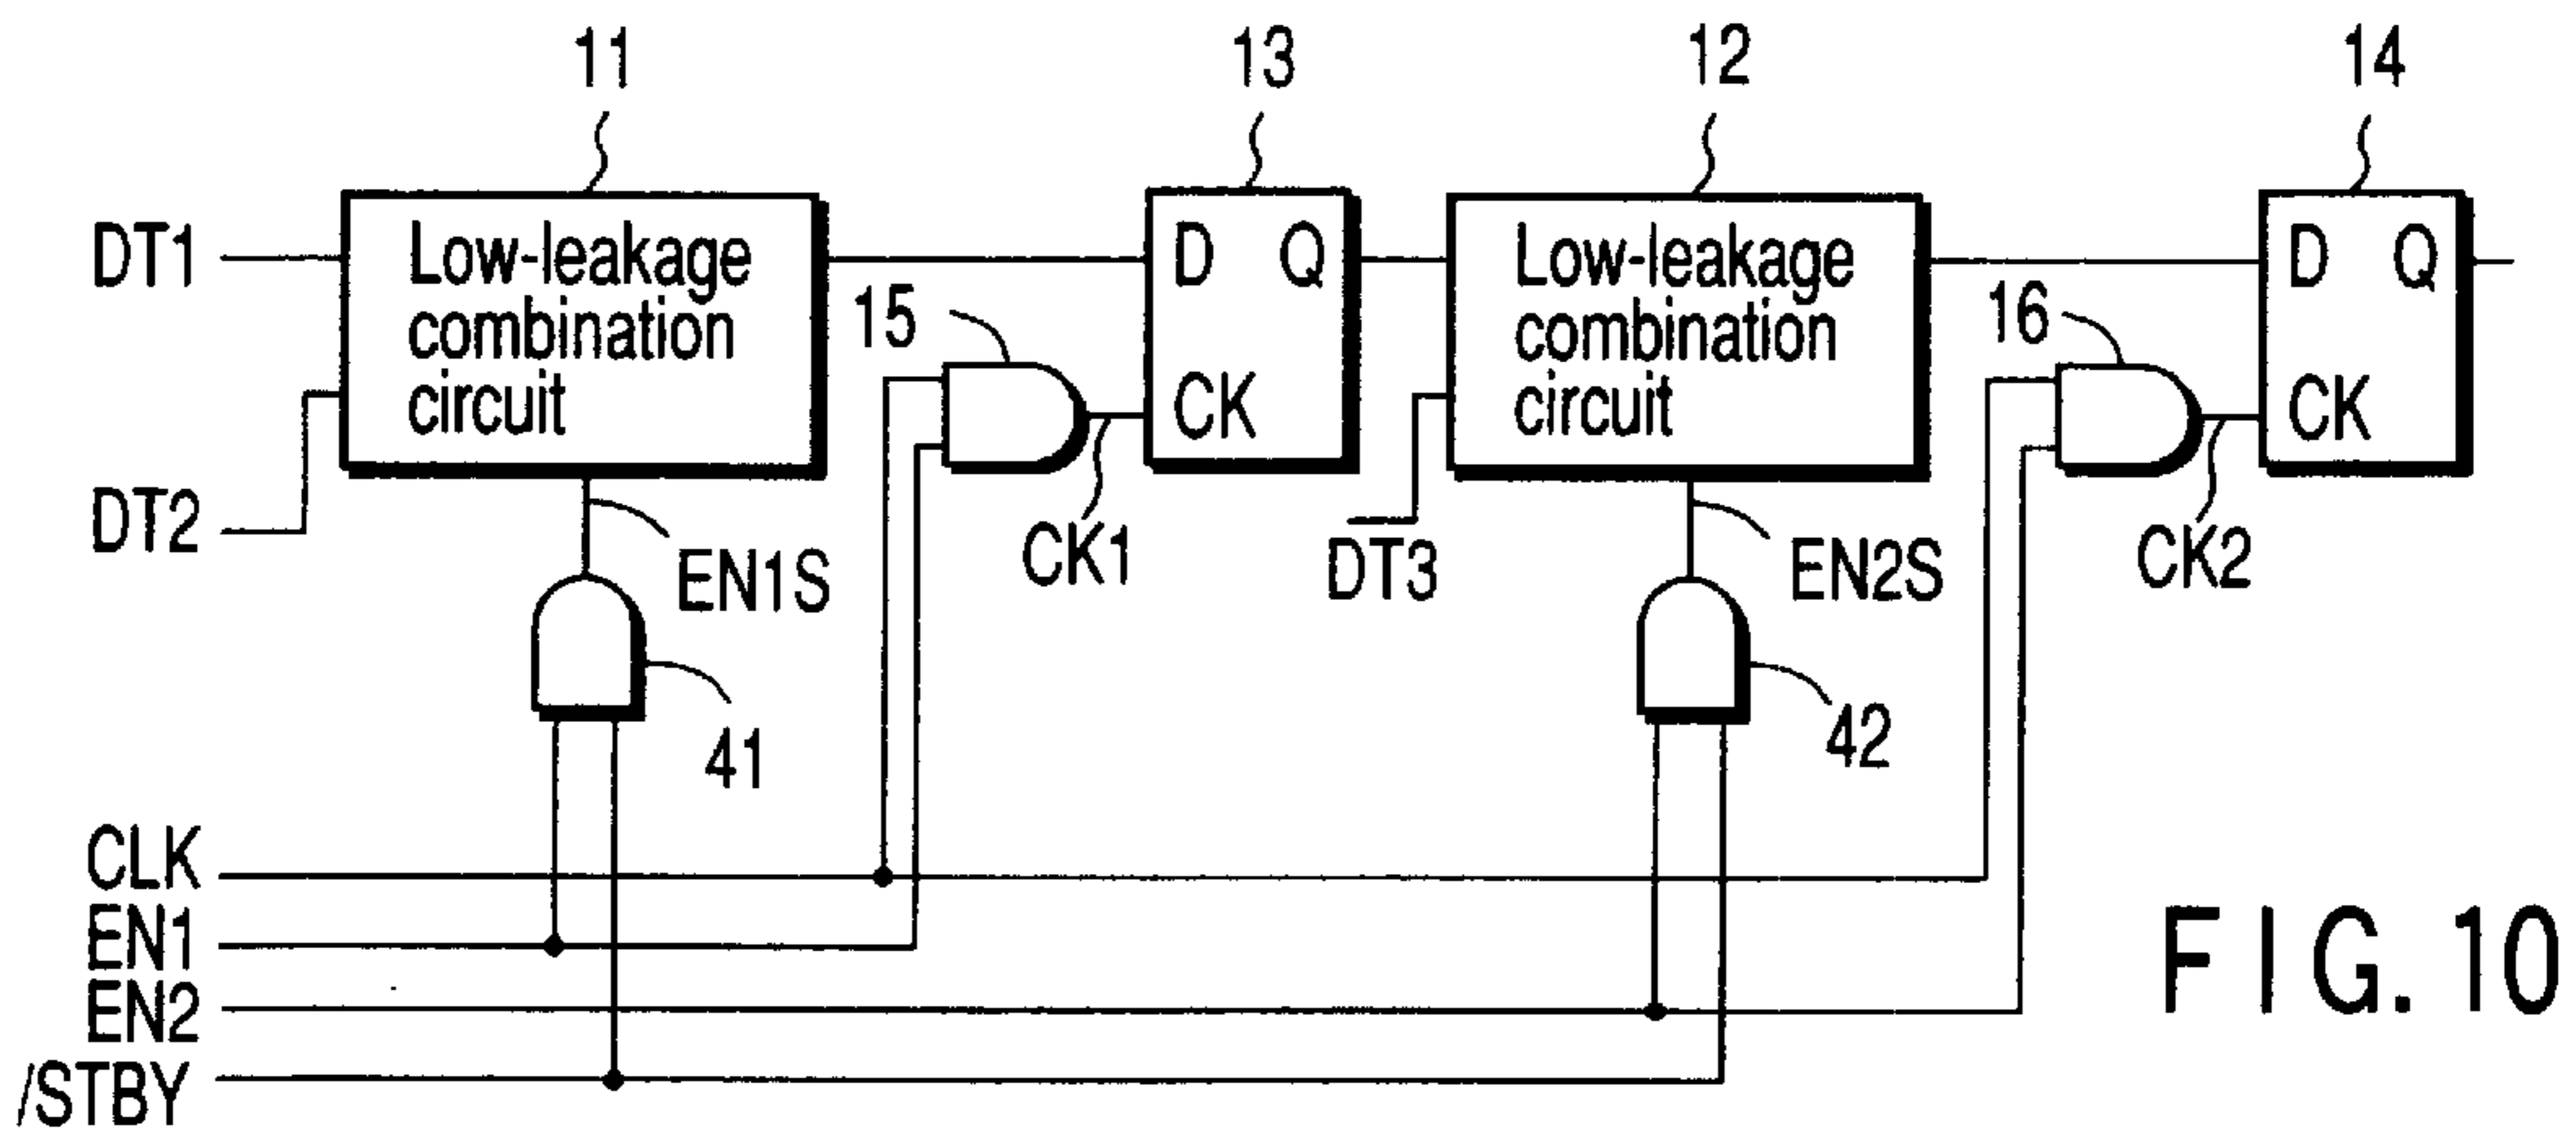 11
13
12
14
DT1
Low-leakage
combination
circuit
D Q
CK
Low-leakage
combination
circuit
D Q
CK
15
16
DT2
EN1S
CK1
DT3
EN2S
CK2
41
42
CLK
EN1
EN2
/STBY
FIG. 10